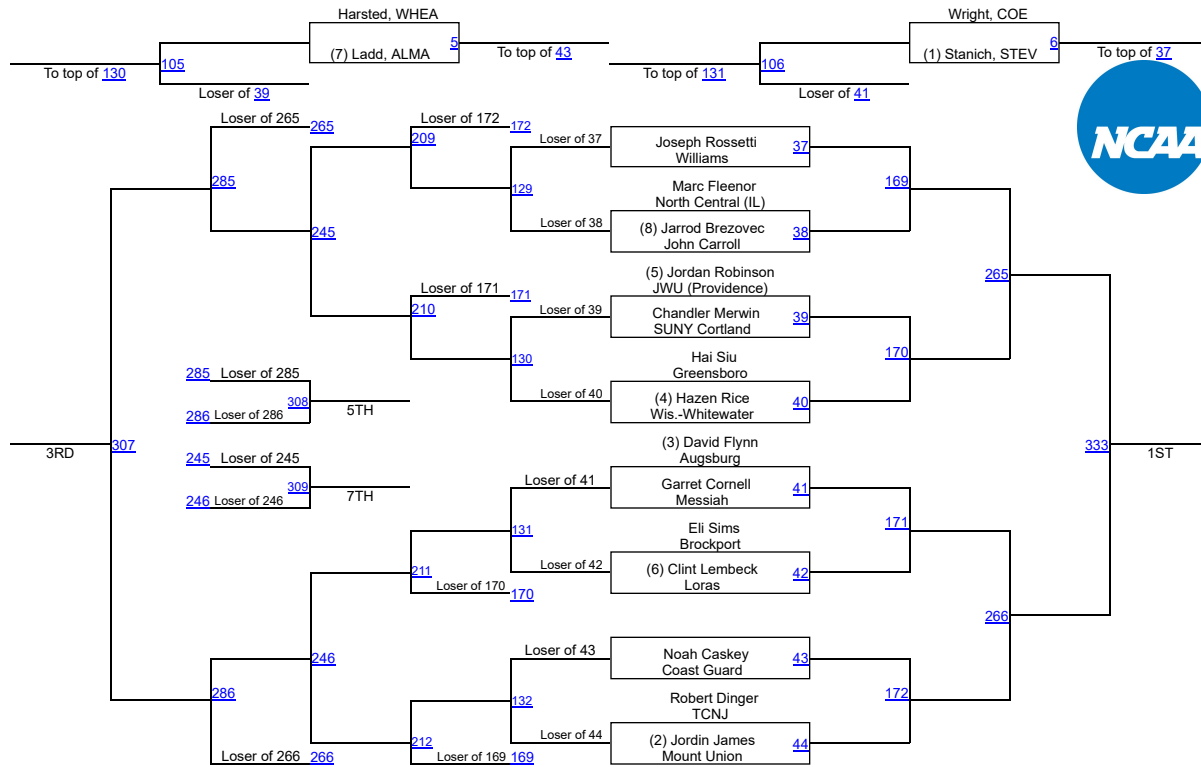 Harsted, WHEA
Wright, COE
(7) Ladd, ALMA
5
(1) Stanich, STEV
6
To top of 130
105
To top of 43
To top of 131
106
To top of 37
Loser of 39
Loser of 41
NCAA
Loser of 265
265
Loser of 172
172
209
Loser of 37
Joseph Rossetti
Williams
37
285
129
Marc Fleenor
North Central (IL)
169
245
Loser of 38
(8) Jarrod Brezovec
John Carroll
38
(5) Jordan Robinson
JWU (Providence)
265
Loser of 171
171
210
Loser of 39
Chandler Merwin
SUNY Cortland
39
130
Hai Siu
Greensboro
170
285
Loser of 285
308
5TH
286
Loser of 286
Loser of 40
(4) Hazen Rice
Wis.-Whitewater
40
3RD
307
(3) David Flynn
Augsburg
333
1ST
245
Loser of 245
309
7TH
246
Loser of 246
Loser of 41
Garret Cornell
Messiah
41
131
Eli Sims
Brockport
171
211
Loser of 42
(6) Clint Lembeck
Loras
42
Loser of 170
170
266
246
Loser of 43
Noah Caskey
Coast Guard
43
286
132
Robert Dinger
TCNJ
172
212
Loser of 44
(2) Jordin James
Mount Union
44
Loser of 266
266
Loser of 169
169